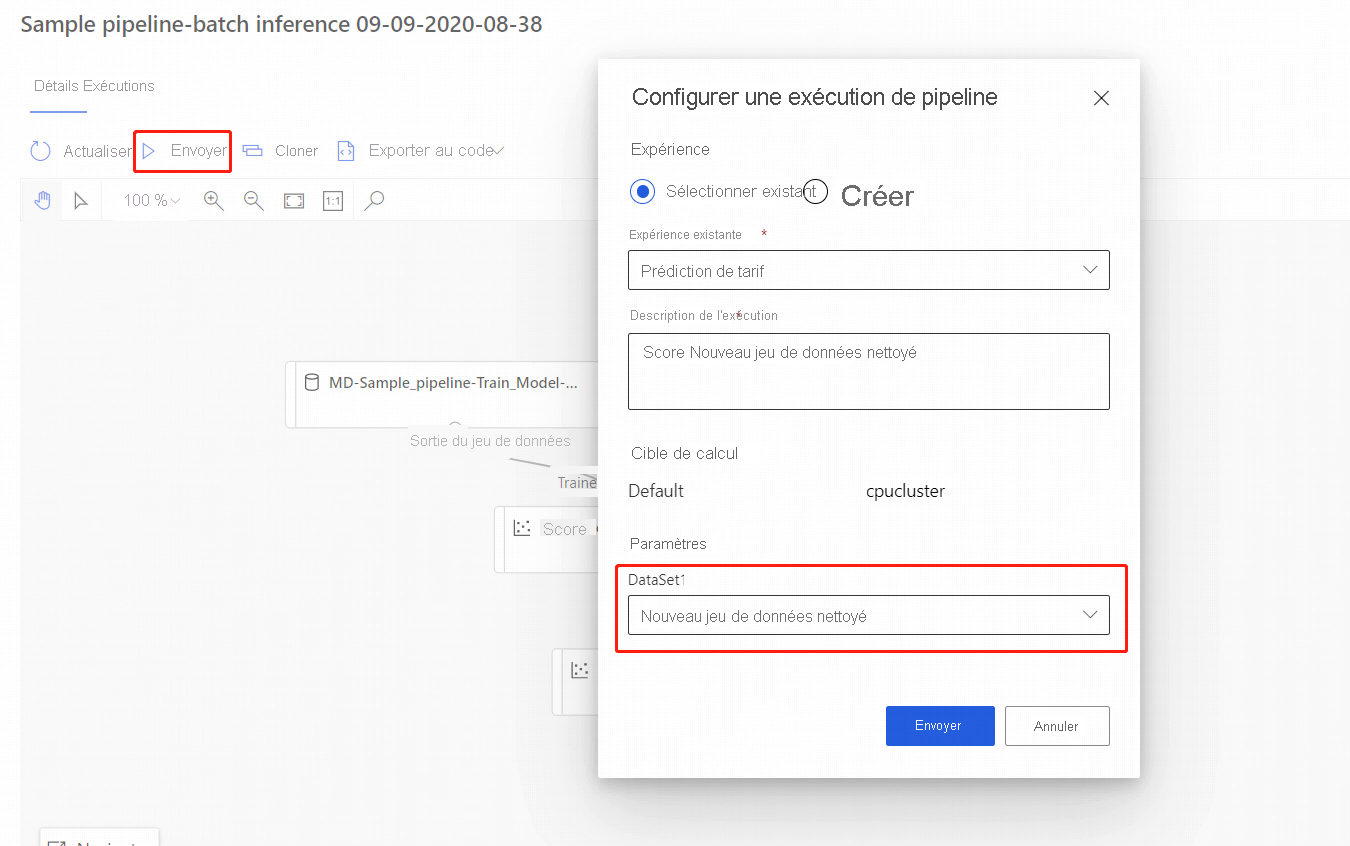 Sample pipeline-batch inference 09-09-2020-08-38
Détails Exécutions
Actualiser Envoyer Cloner Exporter au code
100 % 1:1
MD-Sample_pipeline-Train_Model-...
Sortie du jeu de données
Traine
Score
Configurer une exécution de pipeline
Expérience
Sélectionner existant Créer
Expérience existante *
Prédiction de tarif
Description de l'exécution *
Score Nouveau jeu de données nettoyé
Cible de calcul
Default cpucluster
Paramètres
DataSet1
Nouveau jeu de données nettoyé
Envoyer Annuler